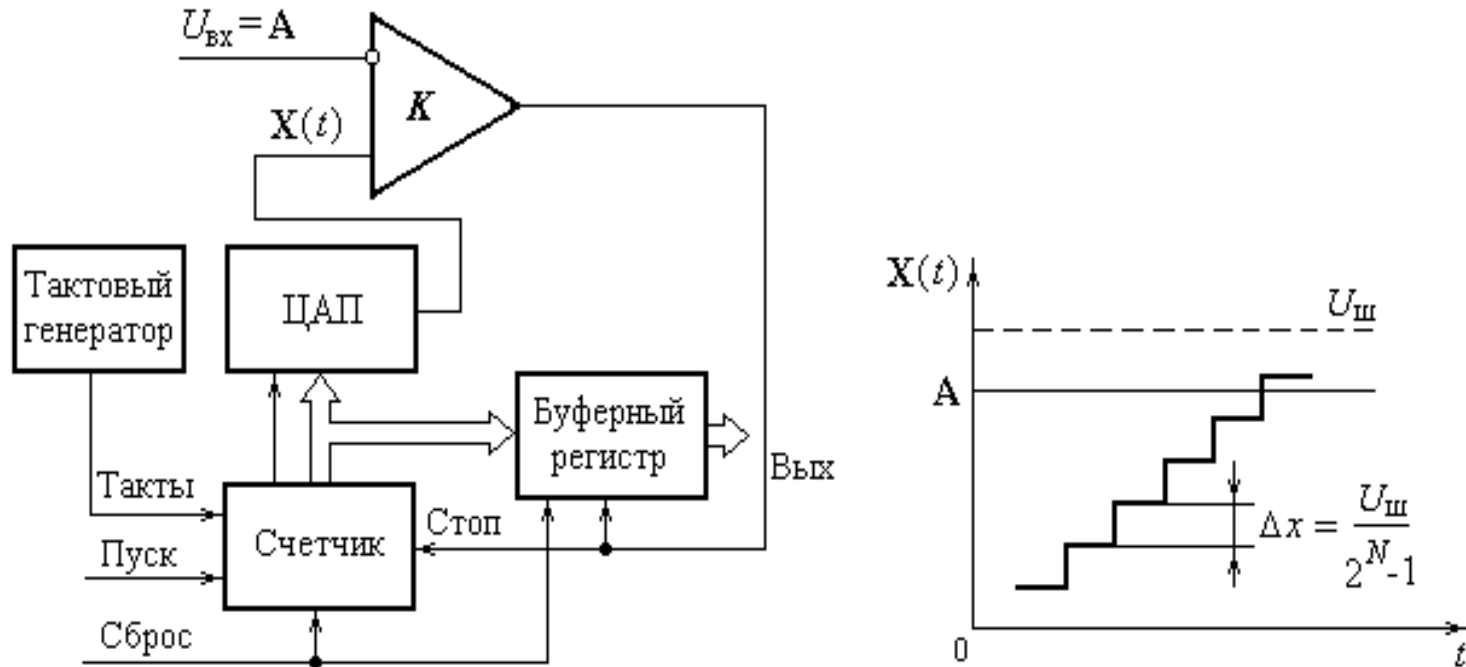 U_вх = A
K
X(t)
Тактовый
генератор
ЦАП
Буферный
регистр
Вых
Такты
Счетчик
Стоп
Пуск
Сброс
X(t)
U_Ш
A
Δx = U_Ш / 2^N-1
0
t